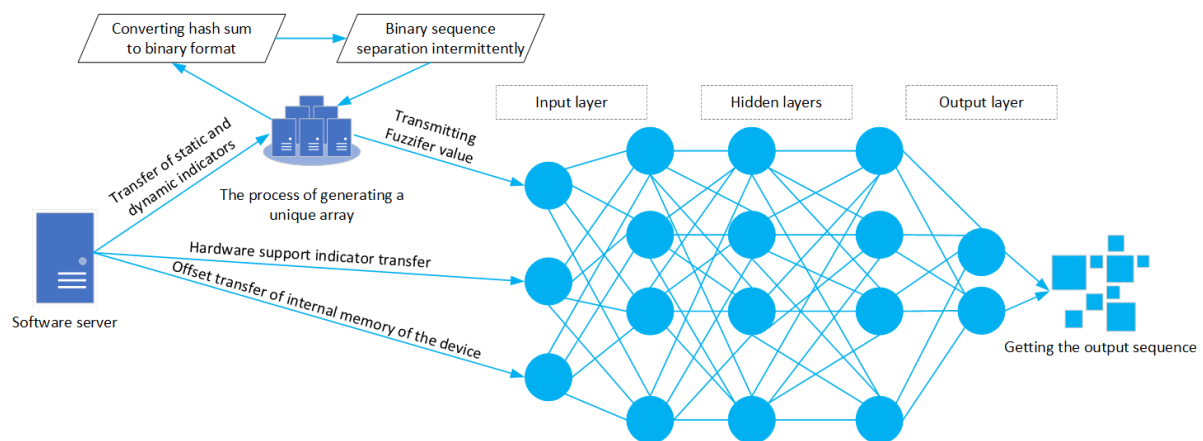 Converting hash sum
to binary format
Binary sequence
separation intermittently
Input layer
Hidden layers
Output layer
Transmitting
Fuzzifer value
Transfer of static and
dynamic indicators
The process of generating a
unique array
Hardware support indicator transfer
Offset transfer of internal memory of the device
Software server
Getting the output sequence